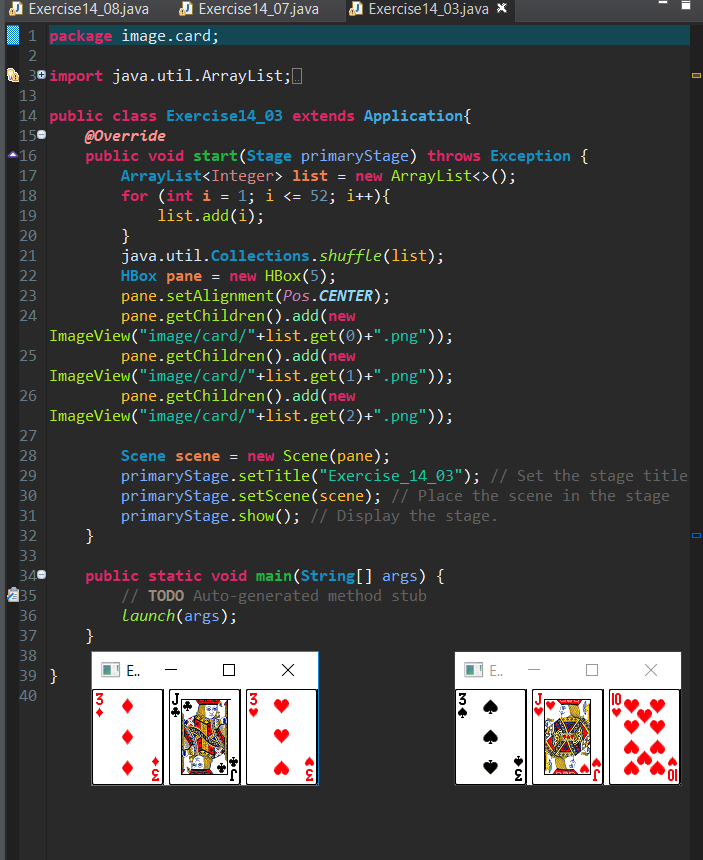 Exercise14_08.java Exercise14_07.java Exercise14_03.java
1 package image.card;
2
3 import java.util.ArrayList;
13
14 public class Exercise14_03 extends Application{
15 @Override
16 public void start(Stage primaryStage) throws Exception {
17 ArrayList<Integer> list = new ArrayList<>();
18 for (int i = 1; i <= 52; i++){
19 list.add(i);
20 }
21 java.util.Collections.shuffle(list);
22 HBox pane = new HBox(5);
23 pane.setAlignment(Pos.CENTER);
24 pane.getChildren().add(new
ImageView("image/card/"+list.get(0)+".png"));
25 pane.getChildren().add(new
ImageView("image/card/"+list.get(1)+".png"));
26 pane.getChildren().add(new
ImageView("image/card/"+list.get(2)+".png"));
27
28 Scene scene = new Scene(pane);
29 primaryStage.setTitle("Exercise_14_03"); // Set the stage title
30 primaryStage.setScene(scene); // Place the scene in the stage
31 primaryStage.show(); // Display the stage.
32 }
33
34 public static void main(String[] args) {
35 // TODO Auto-generated method stub
36 launch(args);
37 }
38
39 }
40
E..
3 J 3
3 J 3
E..
3 J 10
3 J 10